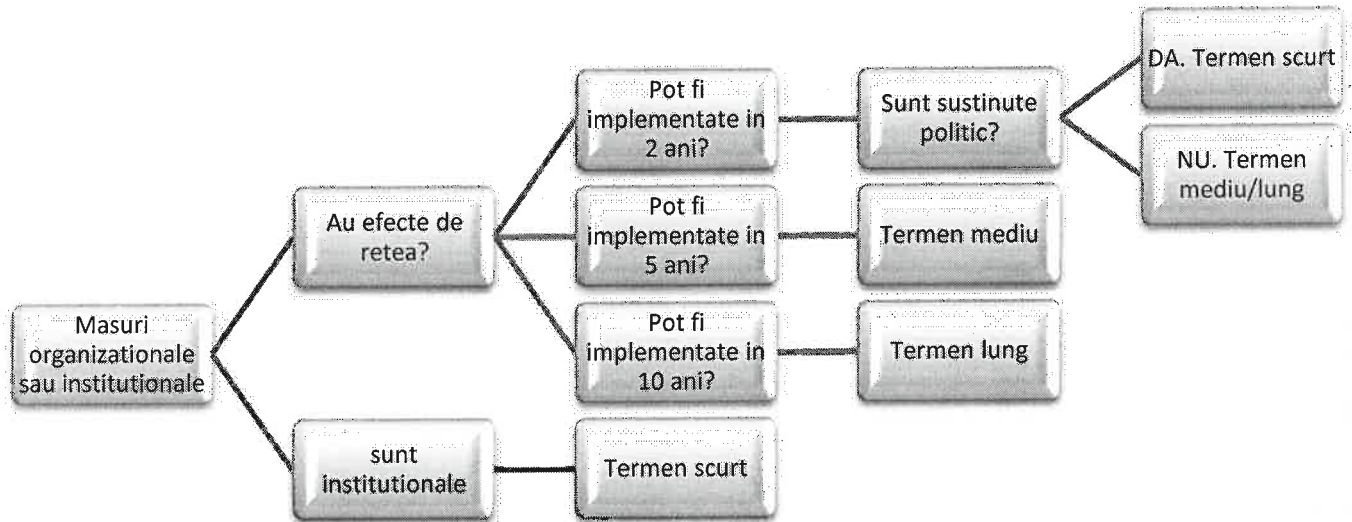 Masuri
organizationale
sau institutionale
Au efecte de
retea?
Pot fi
implementate in
2 ani?
Sunt sustinute
politic?
DA. Termen scurt
NU. Termen
mediu/lung
Pot fi
implementate in
5 ani?
Termen mediu
Pot fi
implementate in
10 ani?
Termen lung
sunt
institutionale
Termen scurt